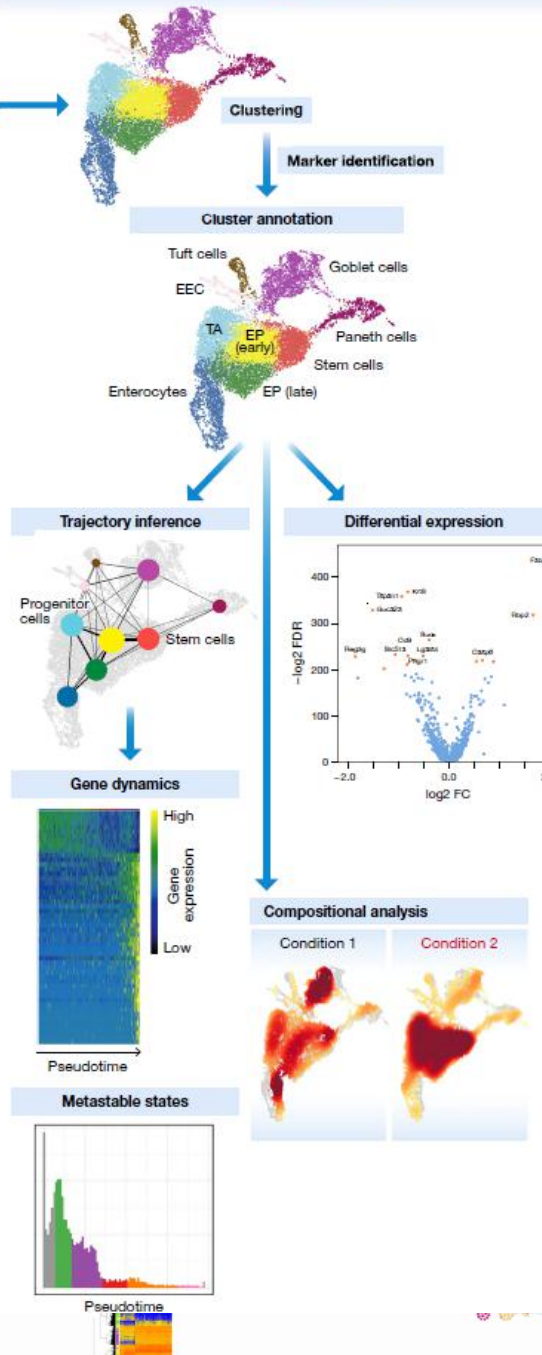 Clustering
Marker identification
Cluster annotation
Tuft cells
Goblet cells
EEC
TA
EP
(early)
Paneth cells
Stem cells
Enterocytes
EP (late)
Trajectory inference
Differential expression
Progenitor
cells
Stem cells
400
300
200
100
0
−log2 FDR
−2.0
0.0
log2 FC
Gene dynamics
High
Gene
expression
Low
Pseudotime
Compositional analysis
Condition 1
Condition 2
Metastable states
Pseudotime